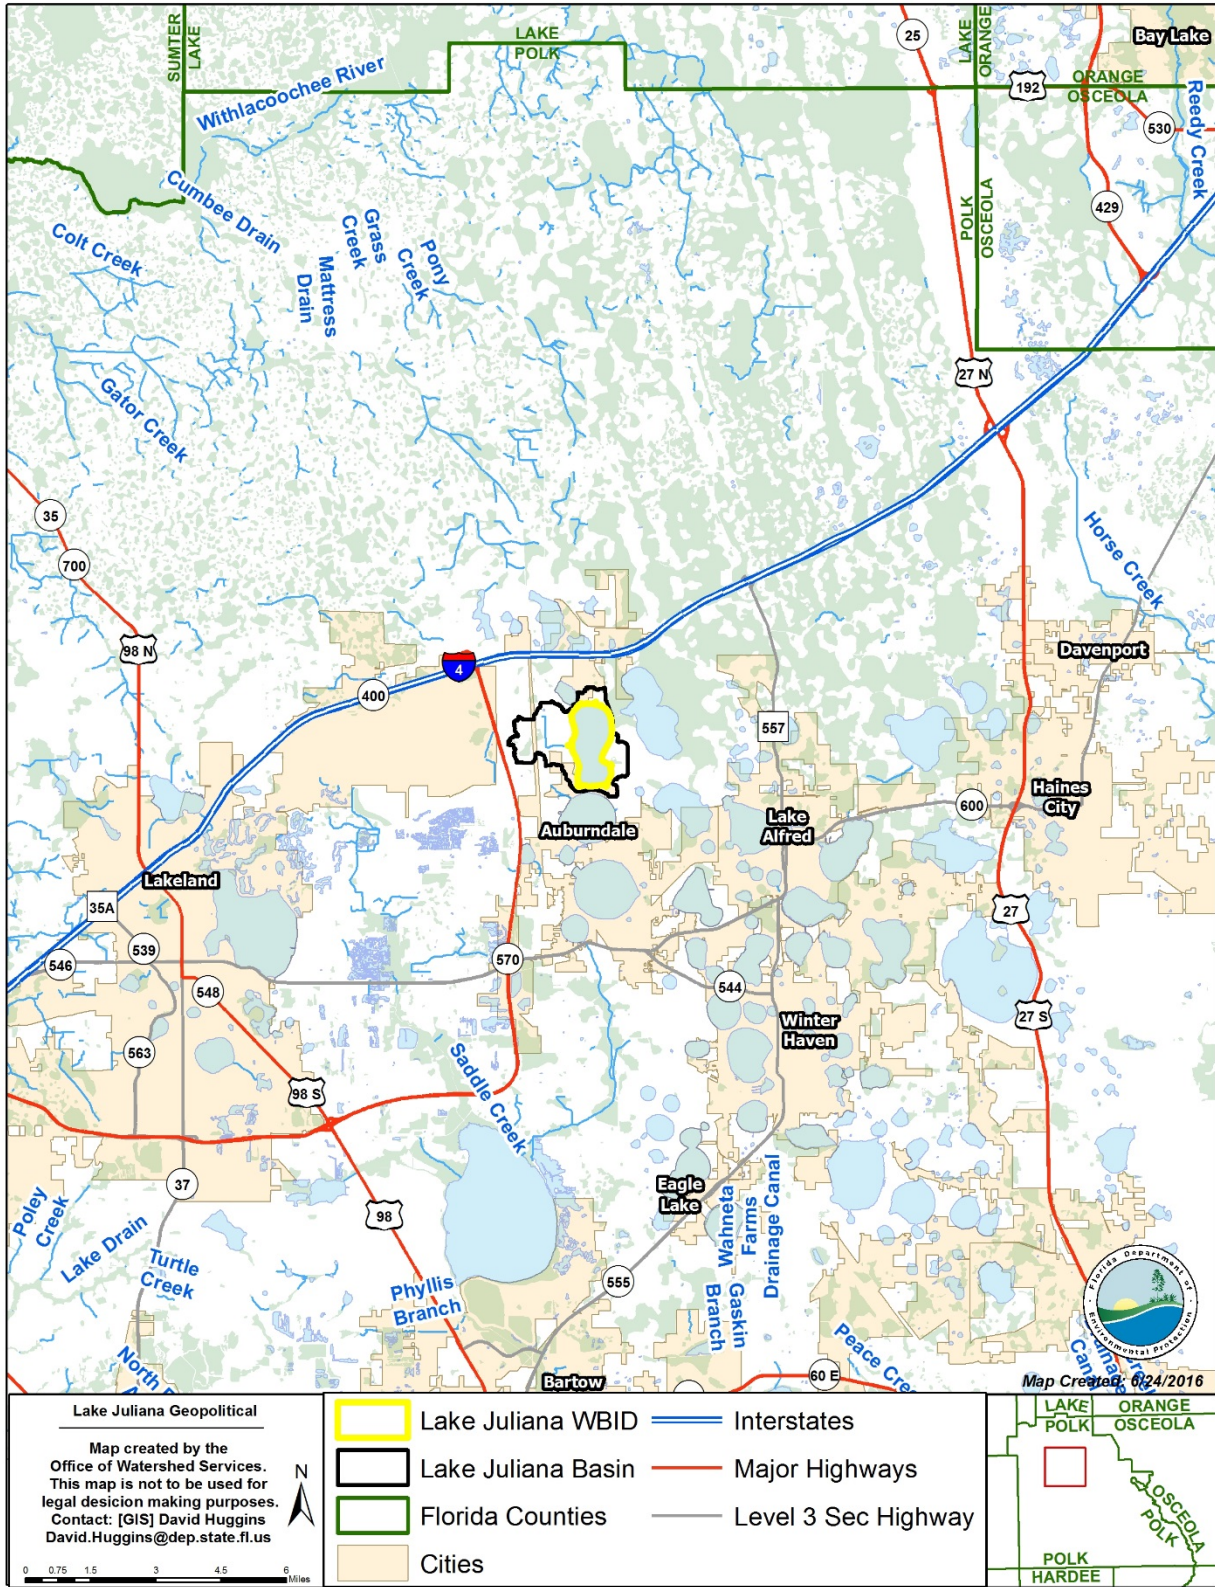 25
LAKE
ORANGE
Bay Lake
SUMTER
LAKE
LAKE
POLK
Withlacoochee River
192
ORANGE
OSCEOLA
530
Reedy Creek
Cumbee Drain
429
Colt Creek
Grass
Creek
Pony
Creek
Mattress
Drain
POLK
OSCEOLA
27 N
Gator Creek
35
700
Horse Creek
98 N
Davenport
4
400
557
Haines
City
600
Lake
Alfred
Auburndale
Lakeland
35A
27
539
546
570
548
544
27 S
Winter
Haven
563
98 S
Saddle Creek
37
Eagle
Lake
98
Poley
Creek
Lake Drain
Turtle
Creek
Wahneta
Farms
Drainage Canal
555
Phyllis
Branch
Gaskin
Branch
Peace Cree
60 E
North
Bartow
Canal
Florida Department of
Environmental Protection
Map Created: 6/24/2016
Lake Juliana Geopolitical
Map created by the
Office of Watershed Services.
This map is not to be used for
legal desicion making purposes.
Contact: [GIS] David Huggins
David.Huggins@dep.state.fl.us
N
0 0.75 1.5 3 4.5 6
Miles
Lake Juliana WBID
Lake Juliana Basin
Florida Counties
Cities
Interstates
Major Highways
Level 3 Sec Highway
LAKE
ORANGE
POLK
OSCEOLA
OSCEOLA
POLK
POLK
HARDEE